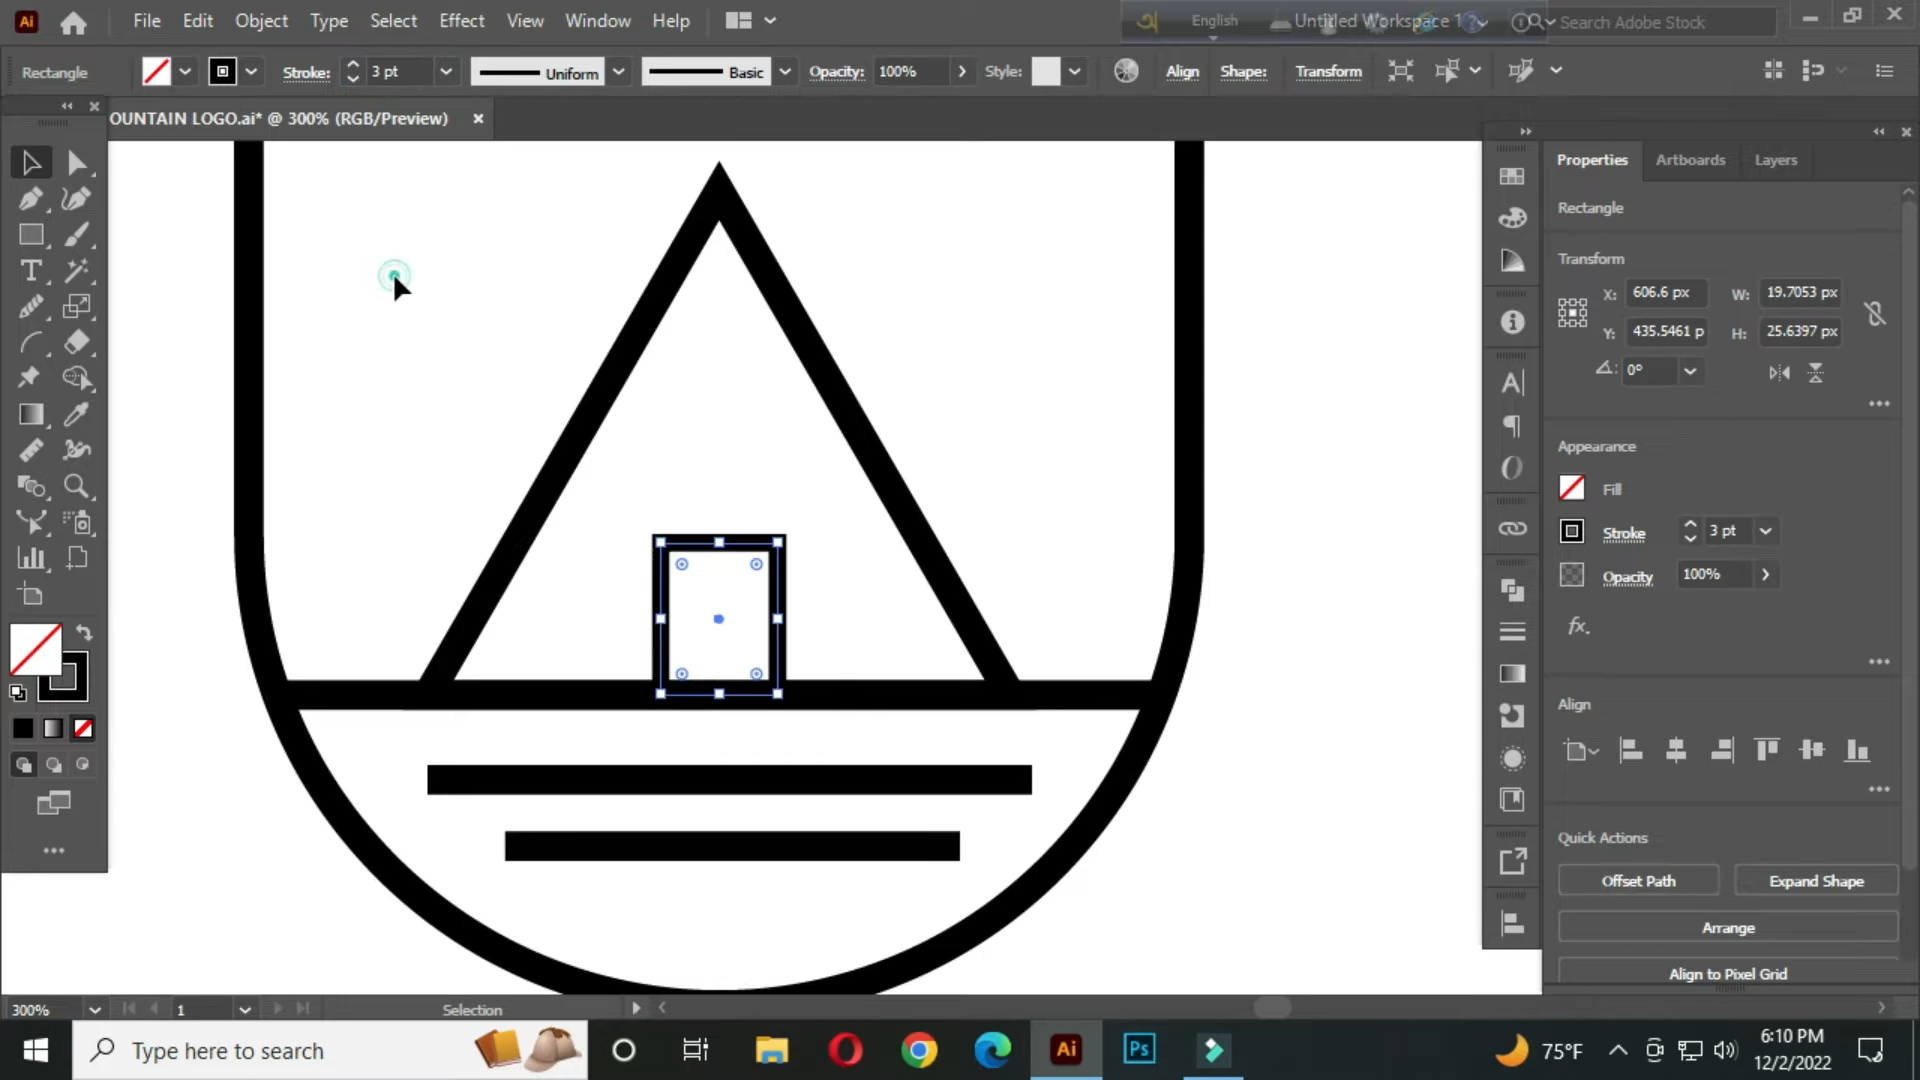 Ai File Edit Object Type Select Effect View Window Help English Untitled Workspace 1 Search Adobe Stock
Rectangle Stroke: 3 pt Uniform Basic Opacity: 100% Style: Align Shape: Transform
OUNTAIN LOGO.ai* @ 300% (RGB/Preview)
Properties Artboards Layers
Rectangle
Transform
X: 606.6 px W: 19.7053 px
Y: 435.5461 p H: 25.6397 px
0°
Appearance
Fill
Stroke 3 pt
Opacity 100%
fx.
Align
Quick Actions
Offset Path Expand Shape
Arrange
Align to Pixel Grid
300% 1 Selection
Type here to search Ai Ps 75°F 6:10 PM
12/2/2022